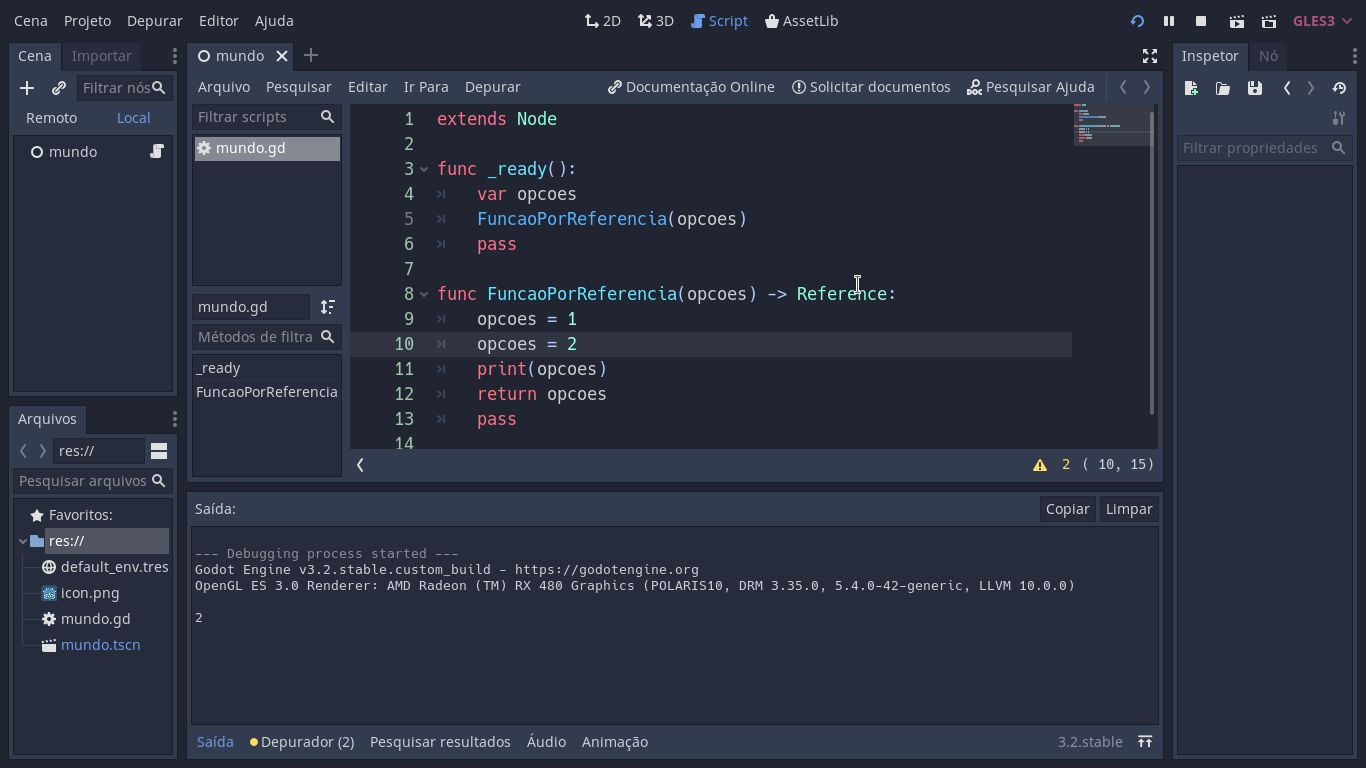 Cena Projeto Depurar Editor Ajuda 2D 3D Script AssetLib GLES3
Cena Importar
Filtrar nós
Remoto Local
mundo
Arquivos
res://
Pesquisar arquivos
Favoritos:
res://
default_env.tres
icon.png
mundo.gd
mundo.tscn
mundo
Arquivo Pesquisar Editar Ir Para Depurar Documentação Online Solicitar documentos Pesquisar Ajuda
Filtrar scripts
mundo.gd
mundo.gd
Métodos de filtra
_ready
FuncaoPorReferencia
1 extends Node
2
3 func _ready():
4 var opcoes
5 FuncaoPorReferencia(opcoes)
6 pass
7
8 func FuncaoPorReferencia(opcoes) -> Reference:
9 opcoes = 1
10 opcoes = 2
11 print(opcoes)
12 return opcoes
13 pass
14
2 ( 10, 15)
Saída: Copiar Limpar
--- Debugging process started ---
Godot Engine v3.2.stable.custom_build - https://godotengine.org
OpenGL ES 3.0 Renderer: AMD Radeon (TM) RX 480 Graphics (POLARIS10, DRM 3.35.0, 5.4.0-42-generic, LLVM 10.0.0)
2
Saída Depurador (2) Pesquisar resultados Áudio Animação 3.2.stable
Inspetor Nó
Filtrar propriedades